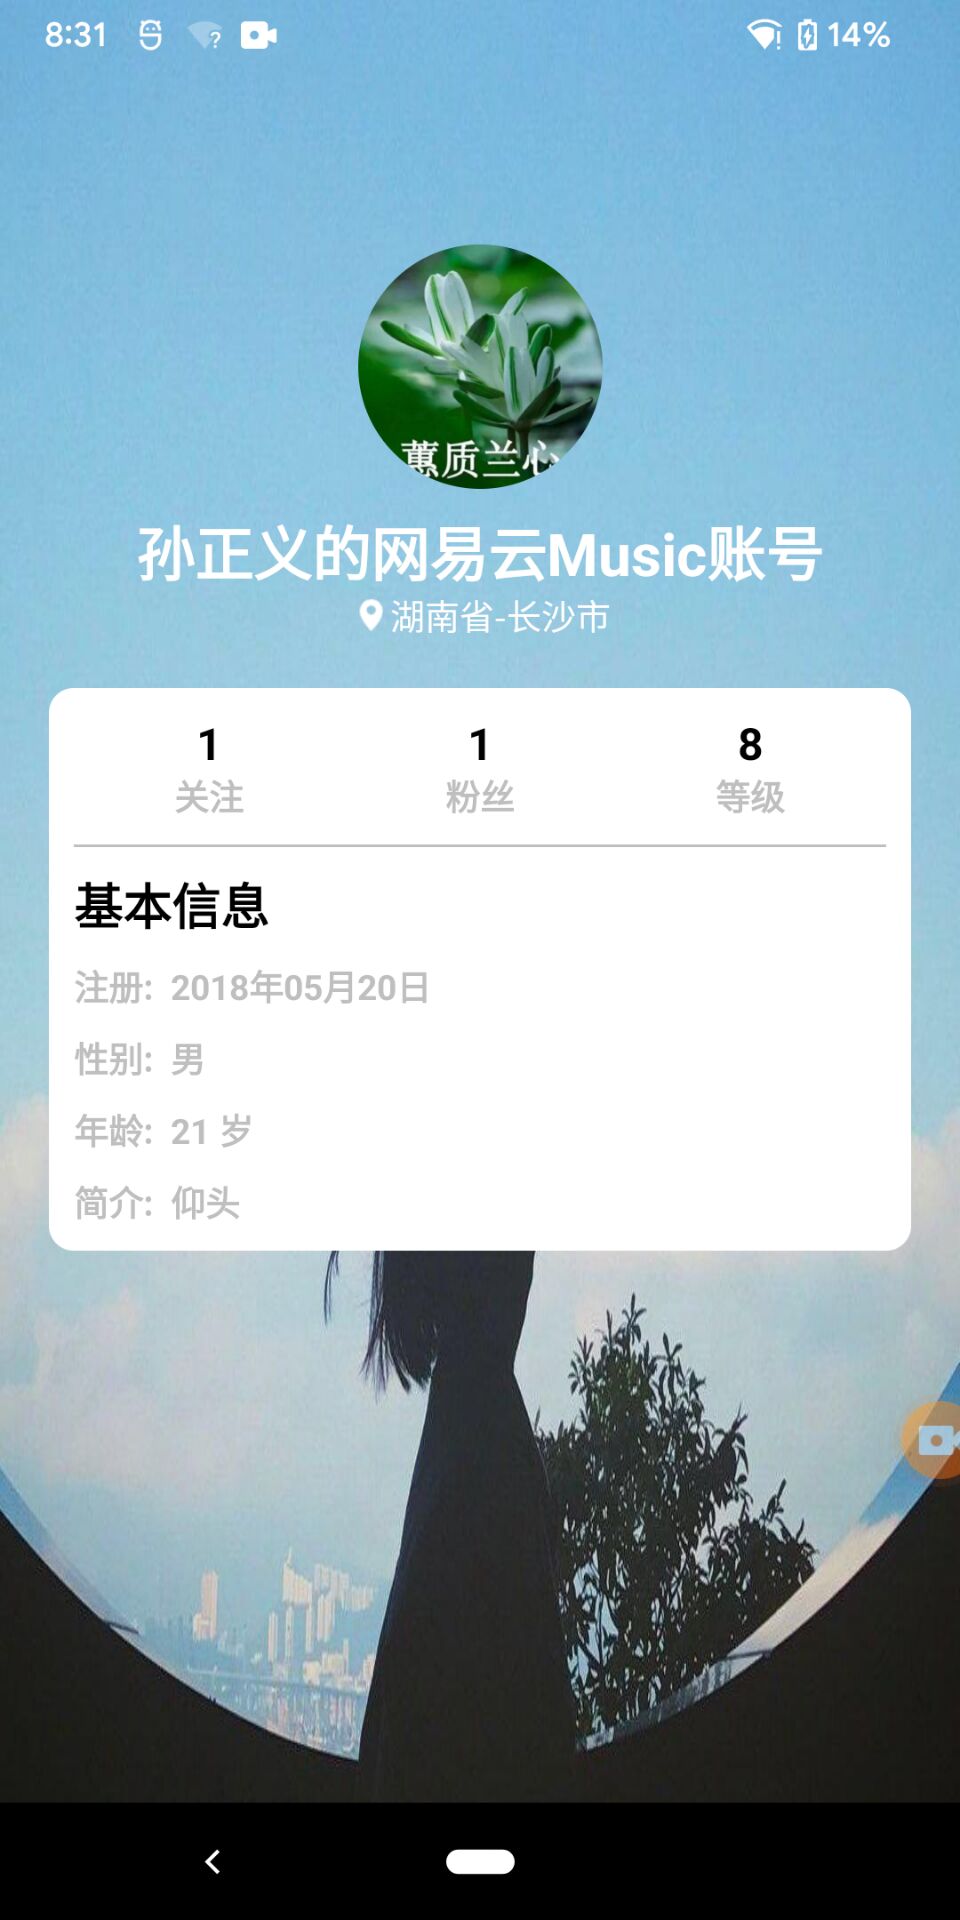 8:31
14%
蕙质兰心
孙正义的网易云Music账号
湖南省-长沙市
1 1 8
关注 粉丝 等级
基本信息
注册: 2018年05月20日
性别: 男
年龄: 21 岁
简介: 仰头